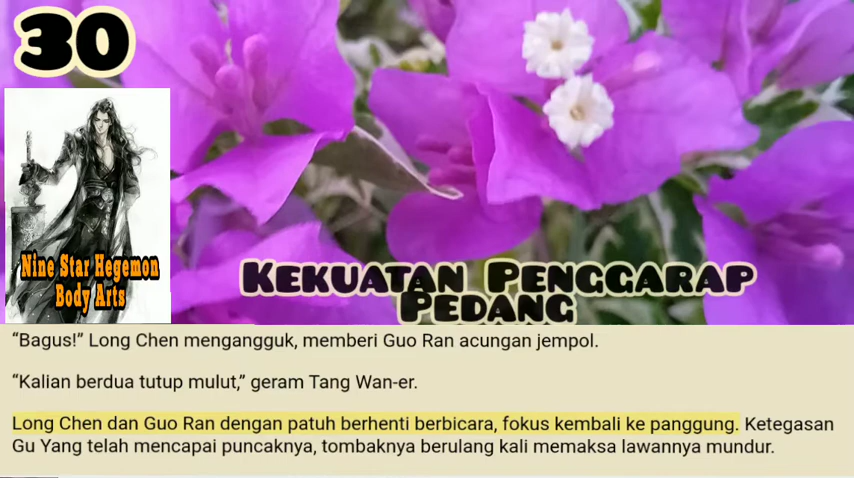 30
Nine Star Hegemon
Body Arts
Kekuatan Penggarap
Pedang
“Bagus!” Long Chen mengangguk, memberi Guo Ran acungan jempol.
“Kalian berdua tutup mulut,” geram Tang Wan-er.
Long Chen dan Guo Ran dengan patuh berhenti berbicara, fokus kembali ke panggung. Ketegasan
Gu Yang telah mencapai puncaknya, tombaknya berulang kali memaksa lawannya mundur.